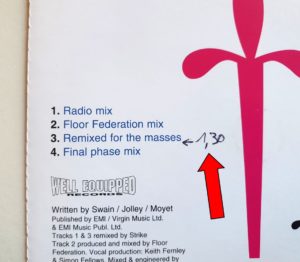 1. Radio mix
2. Floor Federation mix
3. Remixed for the masses ← 1,30
4. Final phase mix
WELL EQUIPPED
RECORDS
Written by Swain / Jolley / Moyet
Published by EMI / Virgin Music Ltd.
& EMI Music Publ. Ltd.
Tracks 1 & 3 remixed by Strike
Track 2 produced and mixed by Floor
Federation. Vocal production: Keith Fernley
& Simon Fellows. Mixed & engineered by